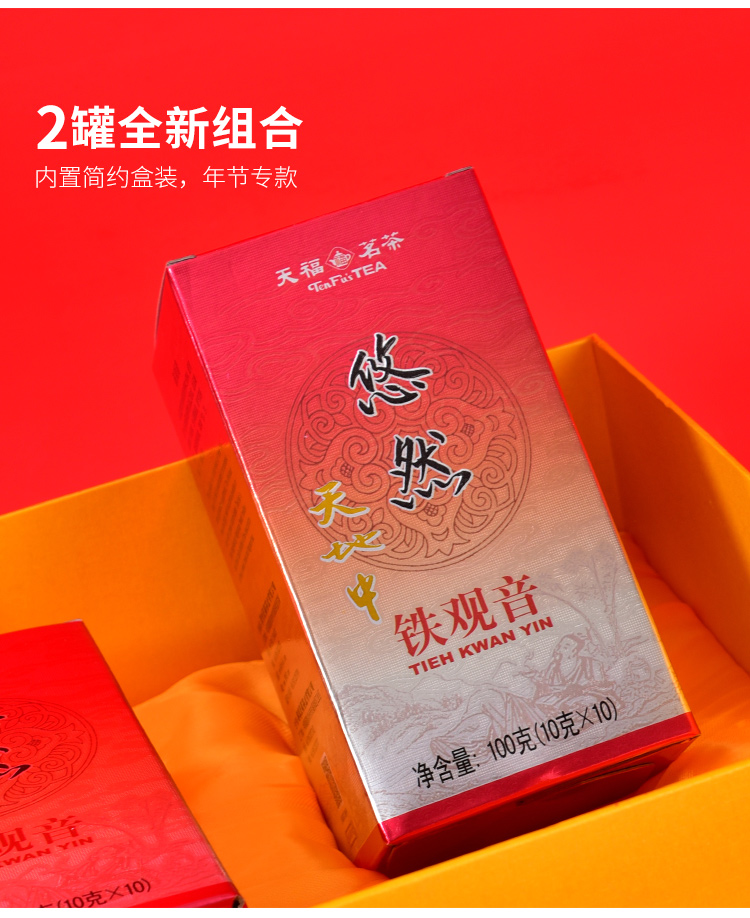 2罐全新组合
内置简约盒装，年节专款
天福茗茶
TenFu's TEA
悠然
天地中
铁观音
TIEH KWAN YIN
净含量：100克(10克×10)
观音
KWAN YIN
克(10克×10)